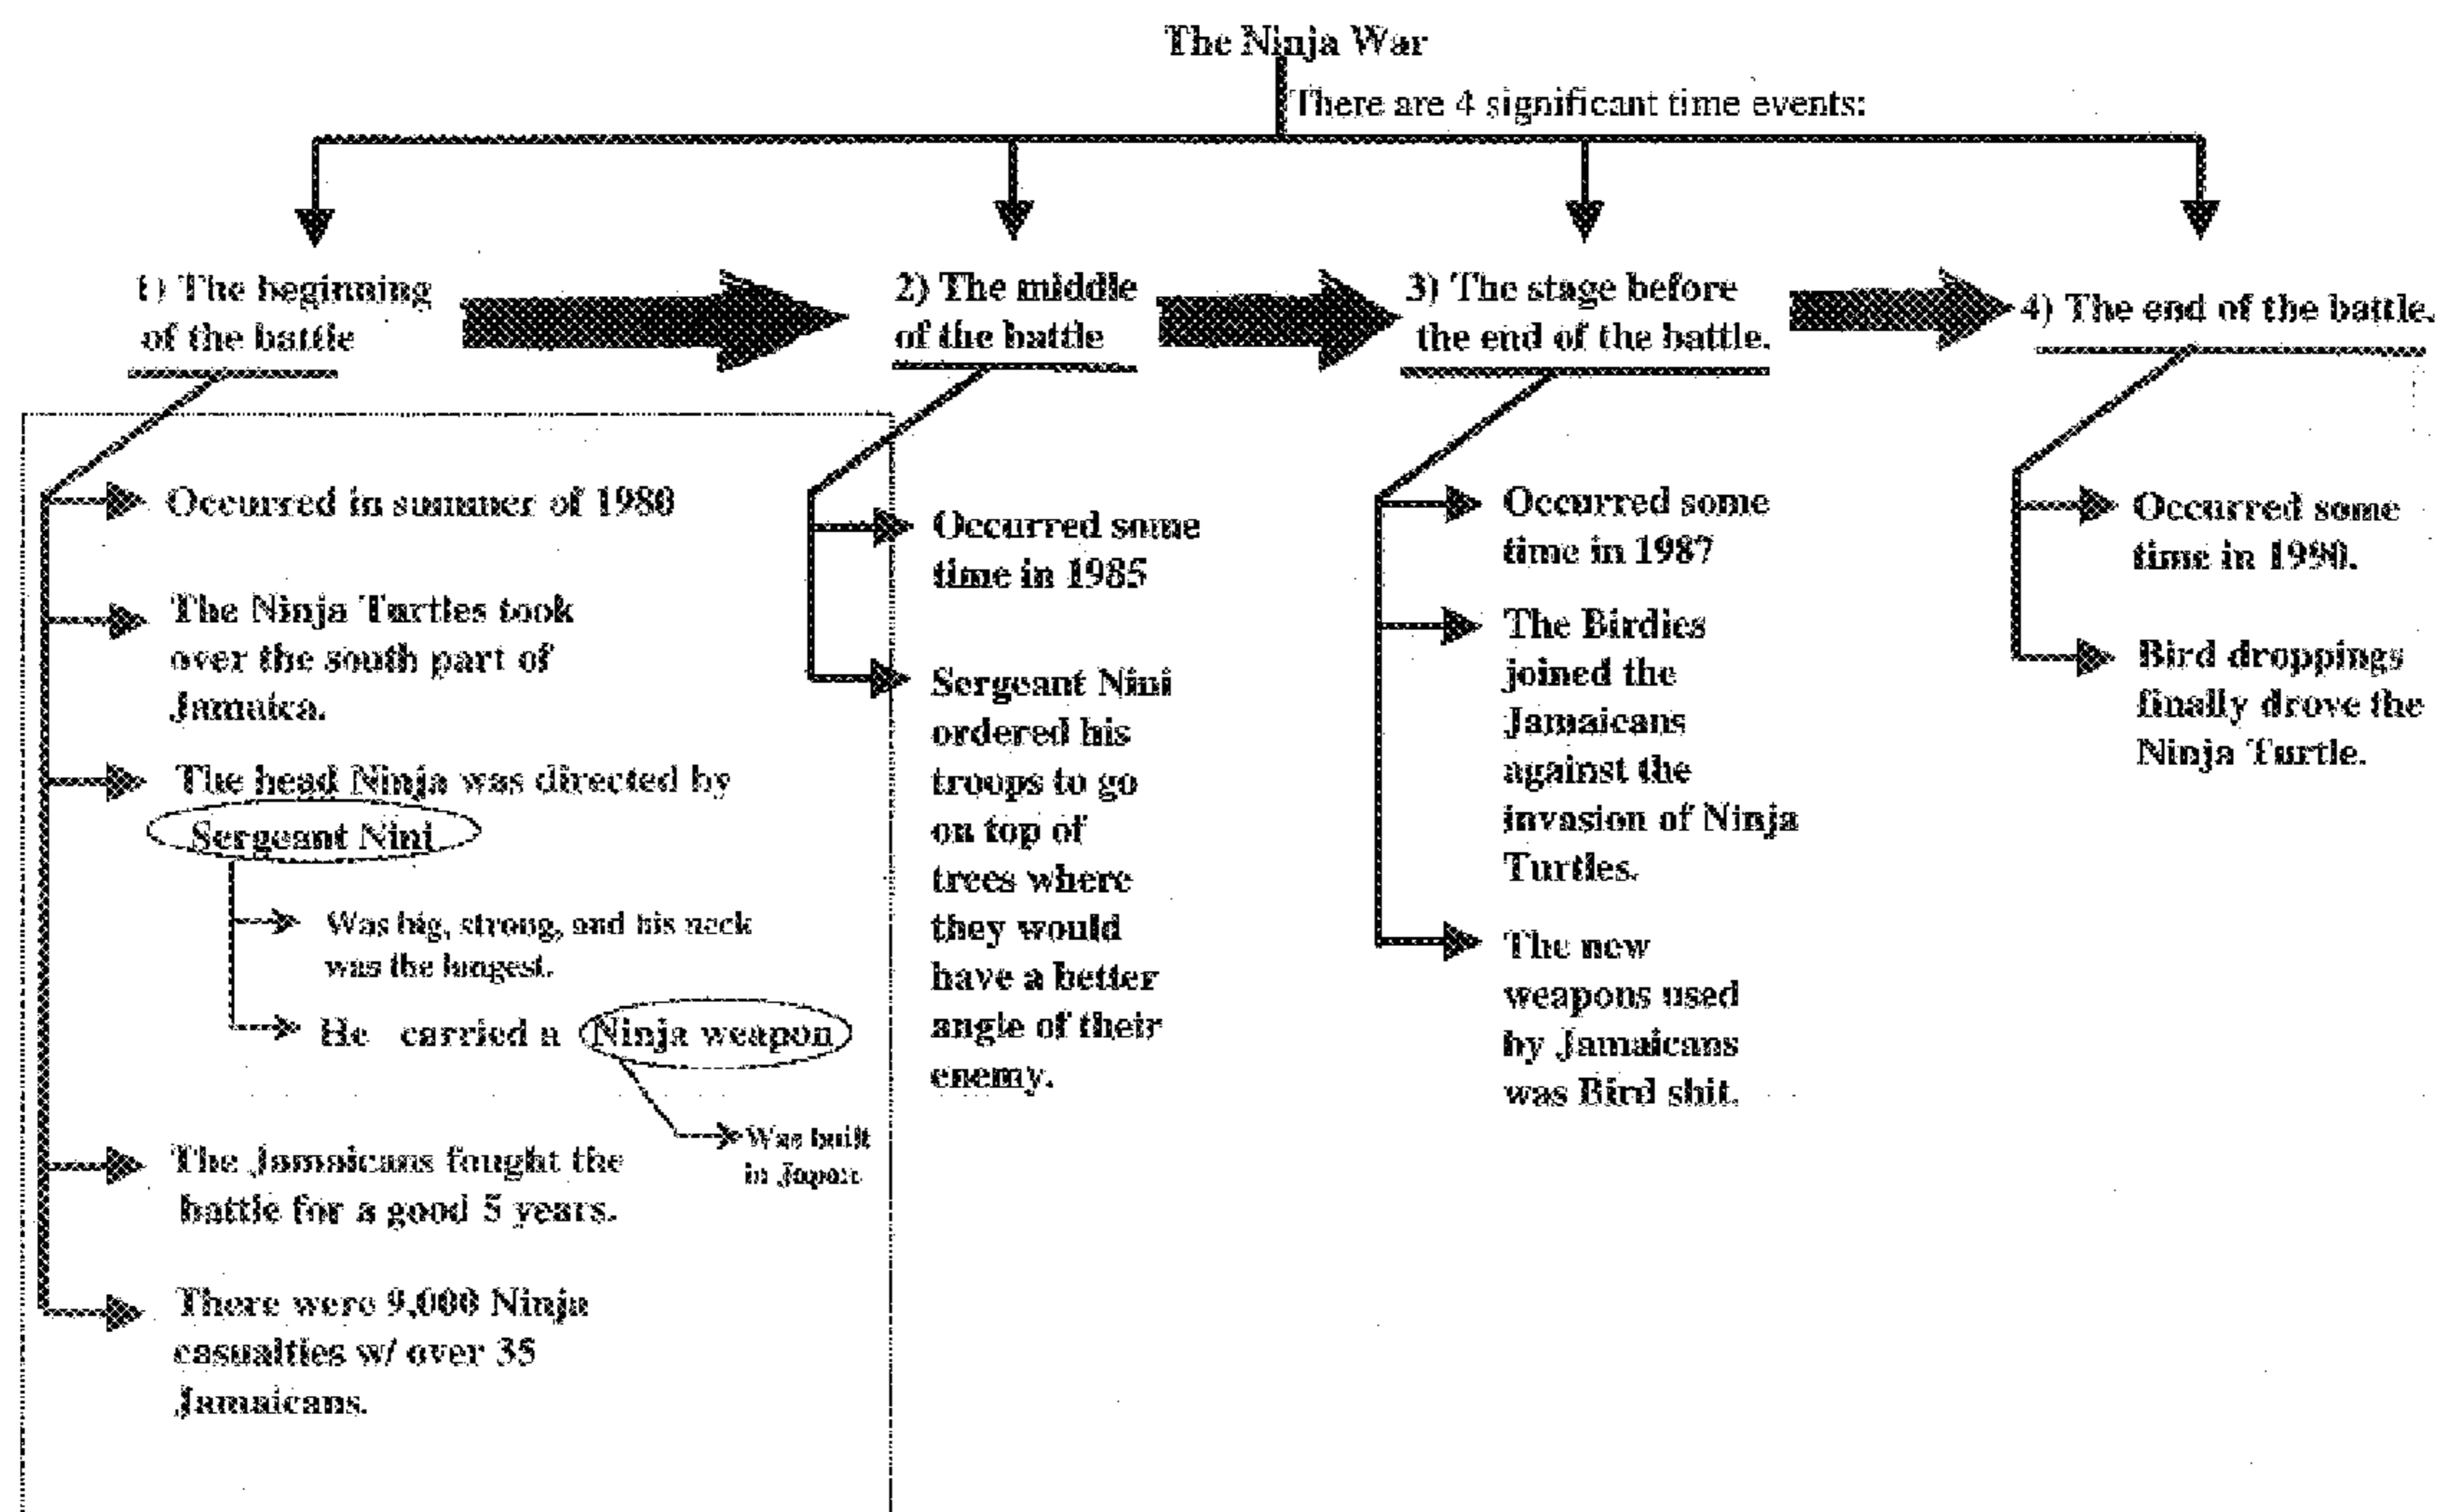 The Ninja War
There are 4 significant time events:
1) The beginning
of the battle
Occurred in summer of 1980
The Ninja Turtles took
over the south part of
Jamaica.
The head Ninja was directed by
Sergeant Nini
Was big, strong, and his neck
was the longest.
He carried a Ninja weapon
Was built
in Japan
The Jamaicans fought the
battle for a good 5 years.
There were 9,000 Ninja
casualties w/ over 35
Jamaicans.
2) The middle
of the battle
Occurred some
time in 1985
Sergeant Nini
ordered his
troops to go
on top of
trees where
they would
have a better
angle of their
enemy.
3) The stage before
the end of the battle.
Occurred some
time in 1987
The Birdies
joined the
Jamaicans
against the
invasion of Ninja
Turtles.
The new
weapons used
by Jamaicans
was Bird shit.
4) The end of the battle.
Occurred some
time in 1990.
Bird droppings
finally drove the
Ninja Turtle.